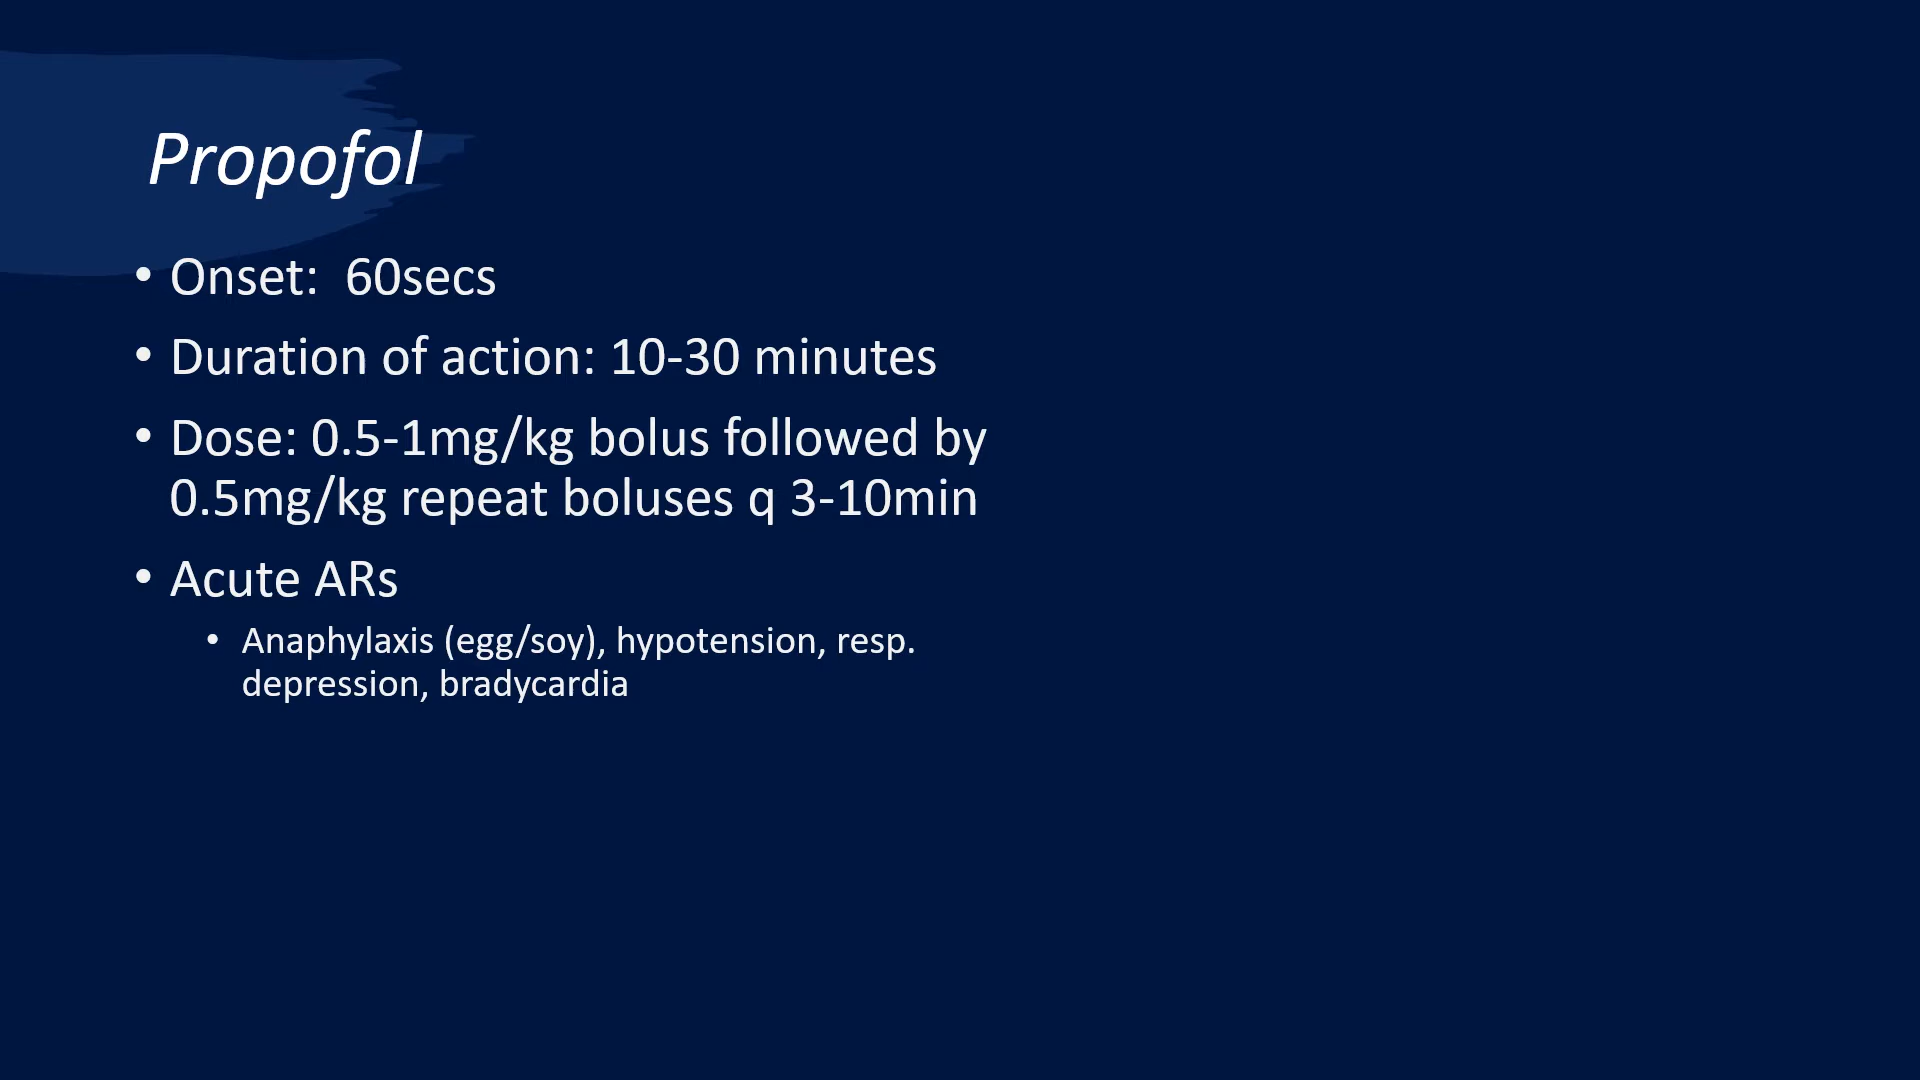 Propofol
• Onset:  60secs
• Duration of action: 10-30 minutes
• Dose: 0.5-1mg/kg bolus followed by
0.5mg/kg repeat boluses q 3-10min
• Acute ARs
• Anaphylaxis (egg/soy), hypotension, resp.
depression, bradycardia